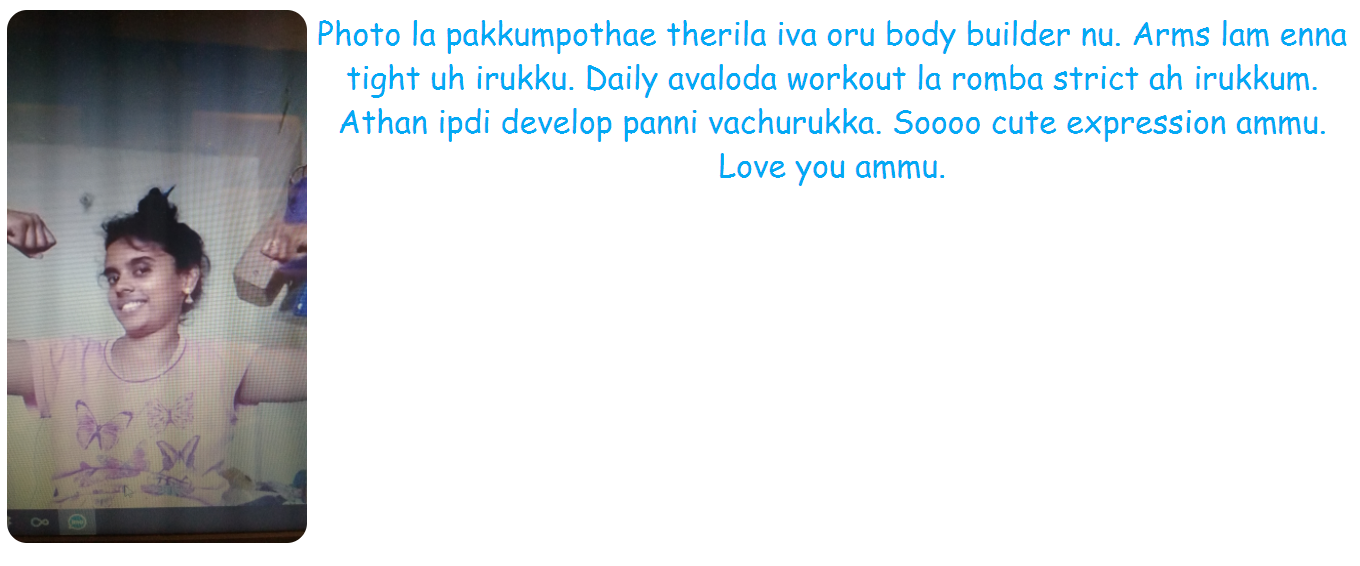 Photo la pakkumpothae therila iva oru body builder nu. Arms lam enna
tight uh irukku. Daily avaloda workout la romba strict ah irukkum.
Athan ipdi develop panni vachurukka. Soooo cute expression ammu.
Love you ammu.